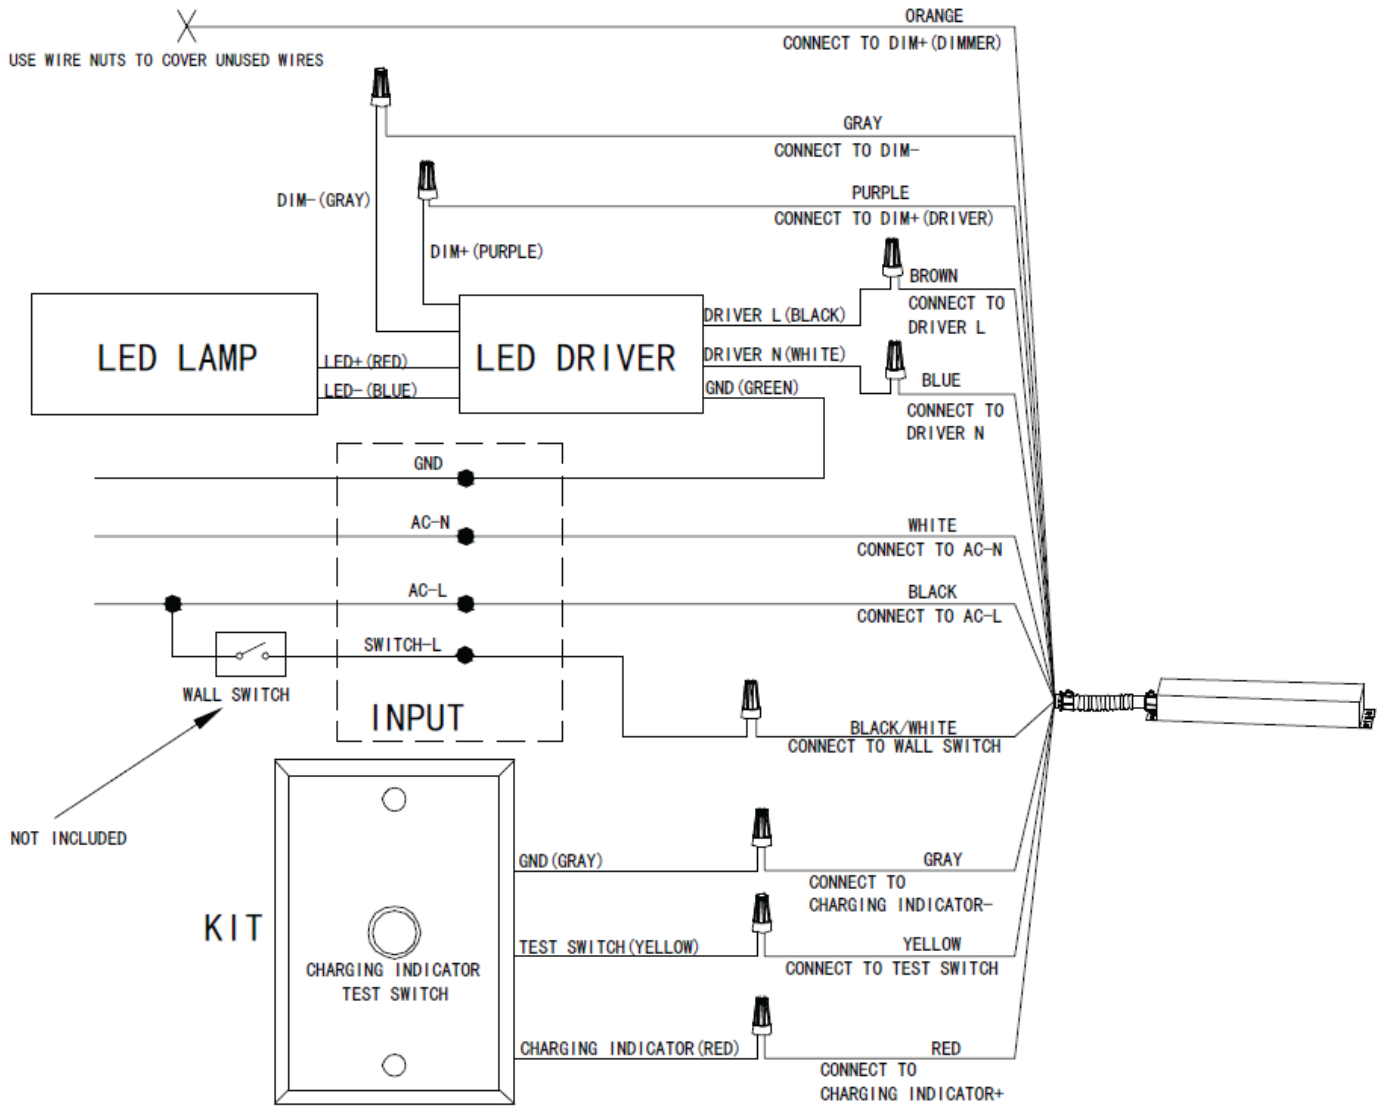 ORANGE
CONNECT TO DIM+(DIMMER)
USE WIRE NUTS TO COVER UNUSED WIRES
GRAY
CONNECT TO DIM-
DIM-(GRAY)
PURPLE
CONNECT TO DIM+(DRIVER)
DIM+(PURPLE)
BROWN
CONNECT TO
DRIVER L
DRIVER L(BLACK)
LED LAMP
LED+(RED)
LED-(BLUE)
LED DRIVER
DRIVER N(WHITE)
GND(GREEN)
BLUE
CONNECT TO
DRIVER N
GND
AC-N
WHITE
CONNECT TO AC-N
AC-L
BLACK
CONNECT TO AC-L
SWITCH-L
WALL SWITCH
INPUT
BLACK/WHITE
CONNECT TO WALL SWITCH
NOT INCLUDED
GND(GRAY)
GRAY
CONNECT TO
CHARGING INDICATOR-
KIT
TEST SWITCH(YELLOW)
YELLOW
CONNECT TO TEST SWITCH
CHARGING INDICATOR
TEST SWITCH
CHARGING INDICATOR(RED)
RED
CONNECT TO
CHARGING INDICATOR+